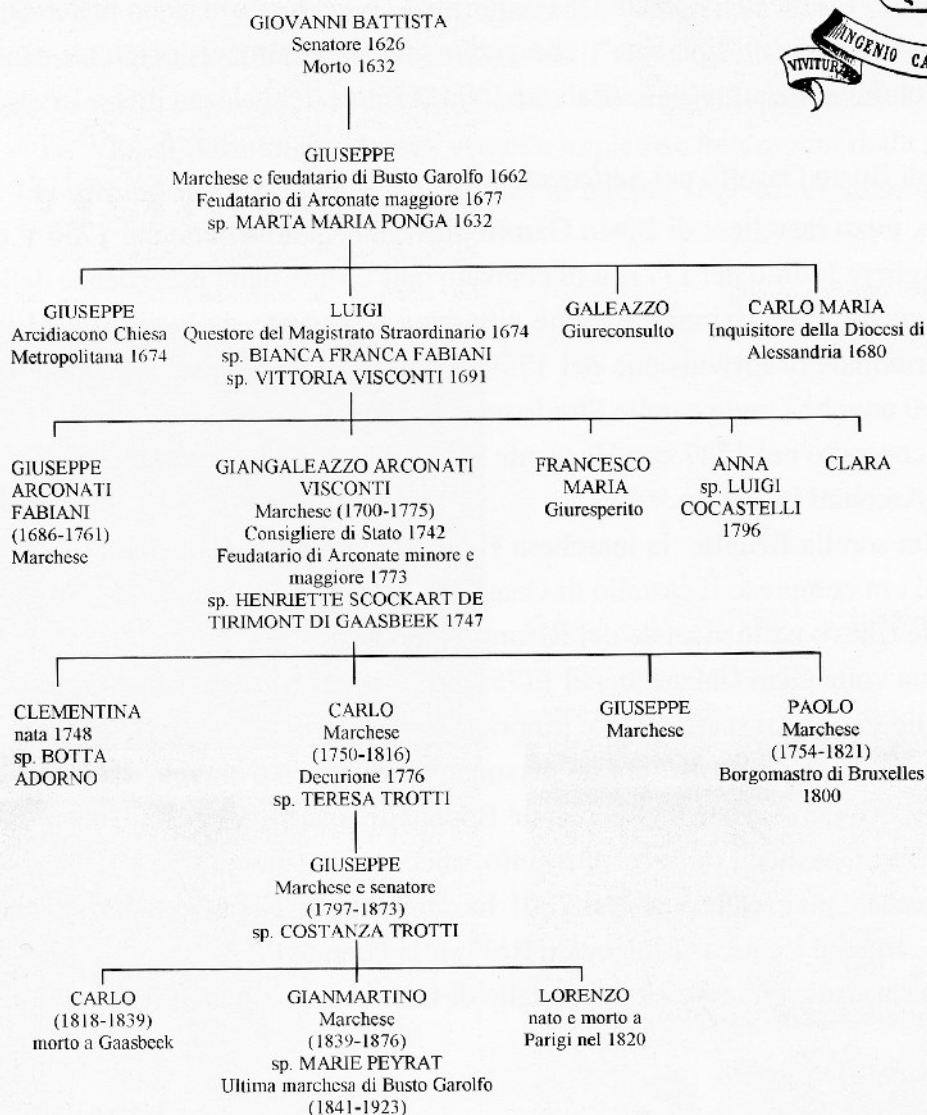 GIOVANNI BATTISTA
Senatore 1626
Morto 1632
INGENIO CA
VIVITUR
GIUSEPPE
Marchese e feudatario di Busto Garolfo 1662
Feudatario di Arconate maggiore 1677
sp. MARTA MARIA PONGA 1632
GIUSEPPE
Arcidiacono Chiesa
Metropolitana 1674
LUIGI
Questore del Magistrato Straordinario 1674
sp. BIANCA FRANCA FABIANI
sp. VITTORIA VISCONTI 1691
GALEAZZO
Giureconsulto
CARLO MARIA
Inquisitore della Diocesi di
Alessandria 1680
GIUSEPPE
ARCONATI
FABIANI
(1686-1761)
Marchese
GIANGALEAZZO ARCONATI
VISCONTI
Marchese (1700-1775)
Consigliere di Stato 1742
Feudatario di Arconate minore e
maggiore 1773
sp. HENRIETTE SCOCKART DE
TIRIMONT DI GAASBEEK 1747
FRANCESCO
MARIA
Giuresperito
ANNA
sp. LUIGI
COCASTELLI
1796
CLARA
CLEMENTINA
nata 1748
sp. BOTTA
ADORNO
CARLO
Marchese
(1750-1816)
Decurione 1776
sp. TERESA TROTTI
GIUSEPPE
Marchese
PAOLO
Marchese
(1754-1821)
Borgomastro di Bruxelles
1800
GIUSEPPE
Marchese e senatore
(1797-1873)
sp. COSTANZA TROTTI
CARLO
(1818-1839)
morto a Gaasbeek
GIANMARTINO
Marchese
(1839-1876)
sp. MARIE PEYRAT
Ultima marchesa di Busto Garolfo
(1841-1923)
LORENZO
nato e morto a
Parigi nel 1820